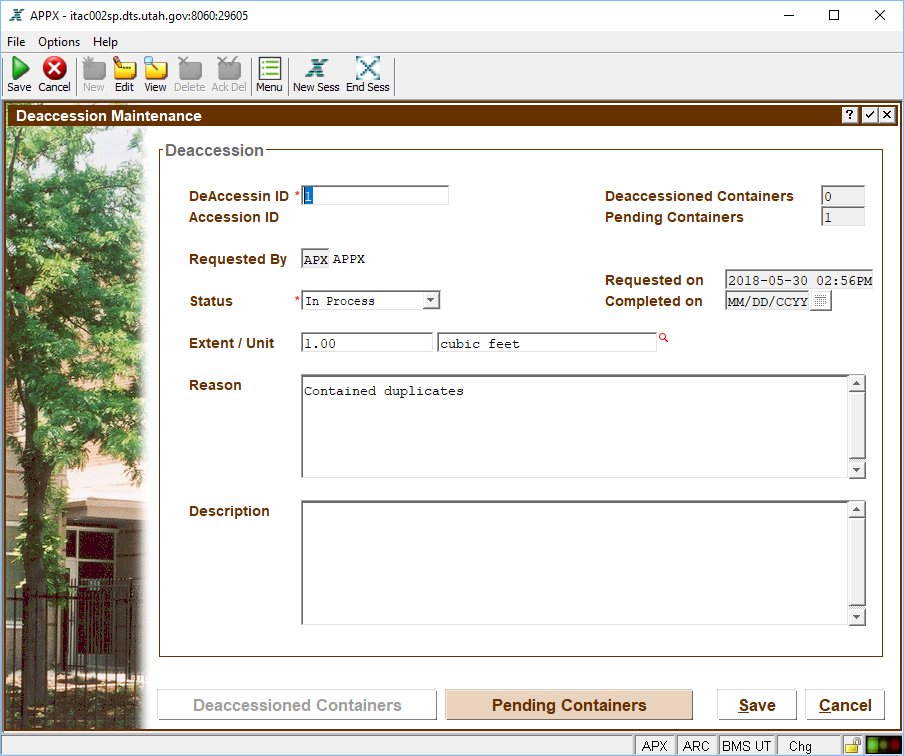 APPX - itac002sp.dts.utah.gov:8060:29605
File Options Help
Save Cancel New Edit View Delete Ack Del Menu New Sess End Sess
Deaccession Maintenance
Deaccession
DeAccessin ID * 1 Deaccessioned Containers 0
Accession ID Pending Containers 1
Requested By APX APPX
Requested on 2018-05-30 02:56PM
Status * In Process Completed on MM/DD/CCYY
Extent / Unit 1.00 cubic feet
Reason Contained duplicates
Description
Deaccessioned Containers Pending Containers Save Cancel
APX ARC BMS UT Chg